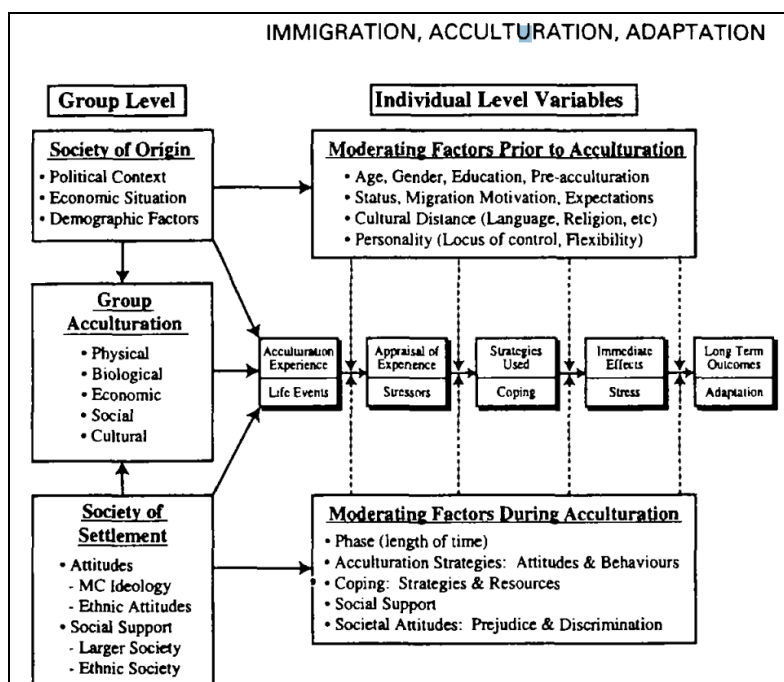 IMMIGRATION, ACCULTURATION, ADAPTATION
Group Level
Individual Level Variables
Society of Origin
• Political Context
• Economic Situation
• Demographic Factors
Moderating Factors Prior to Acculturation
• Age, Gender, Education, Pre-acculturation
• Status, Migration Motivation, Expectations
• Cultural Distance (Language, Religion, etc)
• Personality (Locus of control, Flexibility)
Group
Acculturation
• Physical
• Biological
• Economic
• Social
• Cultural
Acculturation
Experience
Life Events
Appraisal of
Experience
Stressors
Strategies
Used
Coping
Immediate
Effects
Stress
Long Term
Outcomes
Adaptation
Society of
Settlement
• Attitudes
- MC Ideology
- Ethnic Attitudes
• Social Support
- Larger Society
- Ethnic Society
Moderating Factors During Acculturation
• Phase (length of time)
• Acculturation Strategies: Attitudes & Behaviours
• Coping: Strategies & Resources
• Social Support
• Societal Attitudes: Prejudice & Discrimination